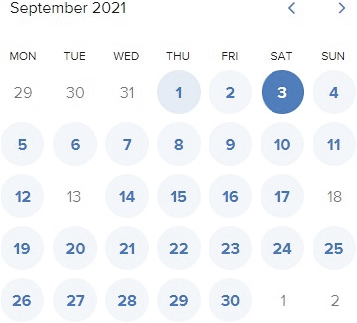 September 2021
MON TUE WED THU FRI SAT SUN
29 30 31 1 2 3 4
5 6 7 8 9 10 11
12 13 14 15 16 17 18
19 20 21 22 23 24 25
26 27 28 29 30 1 2